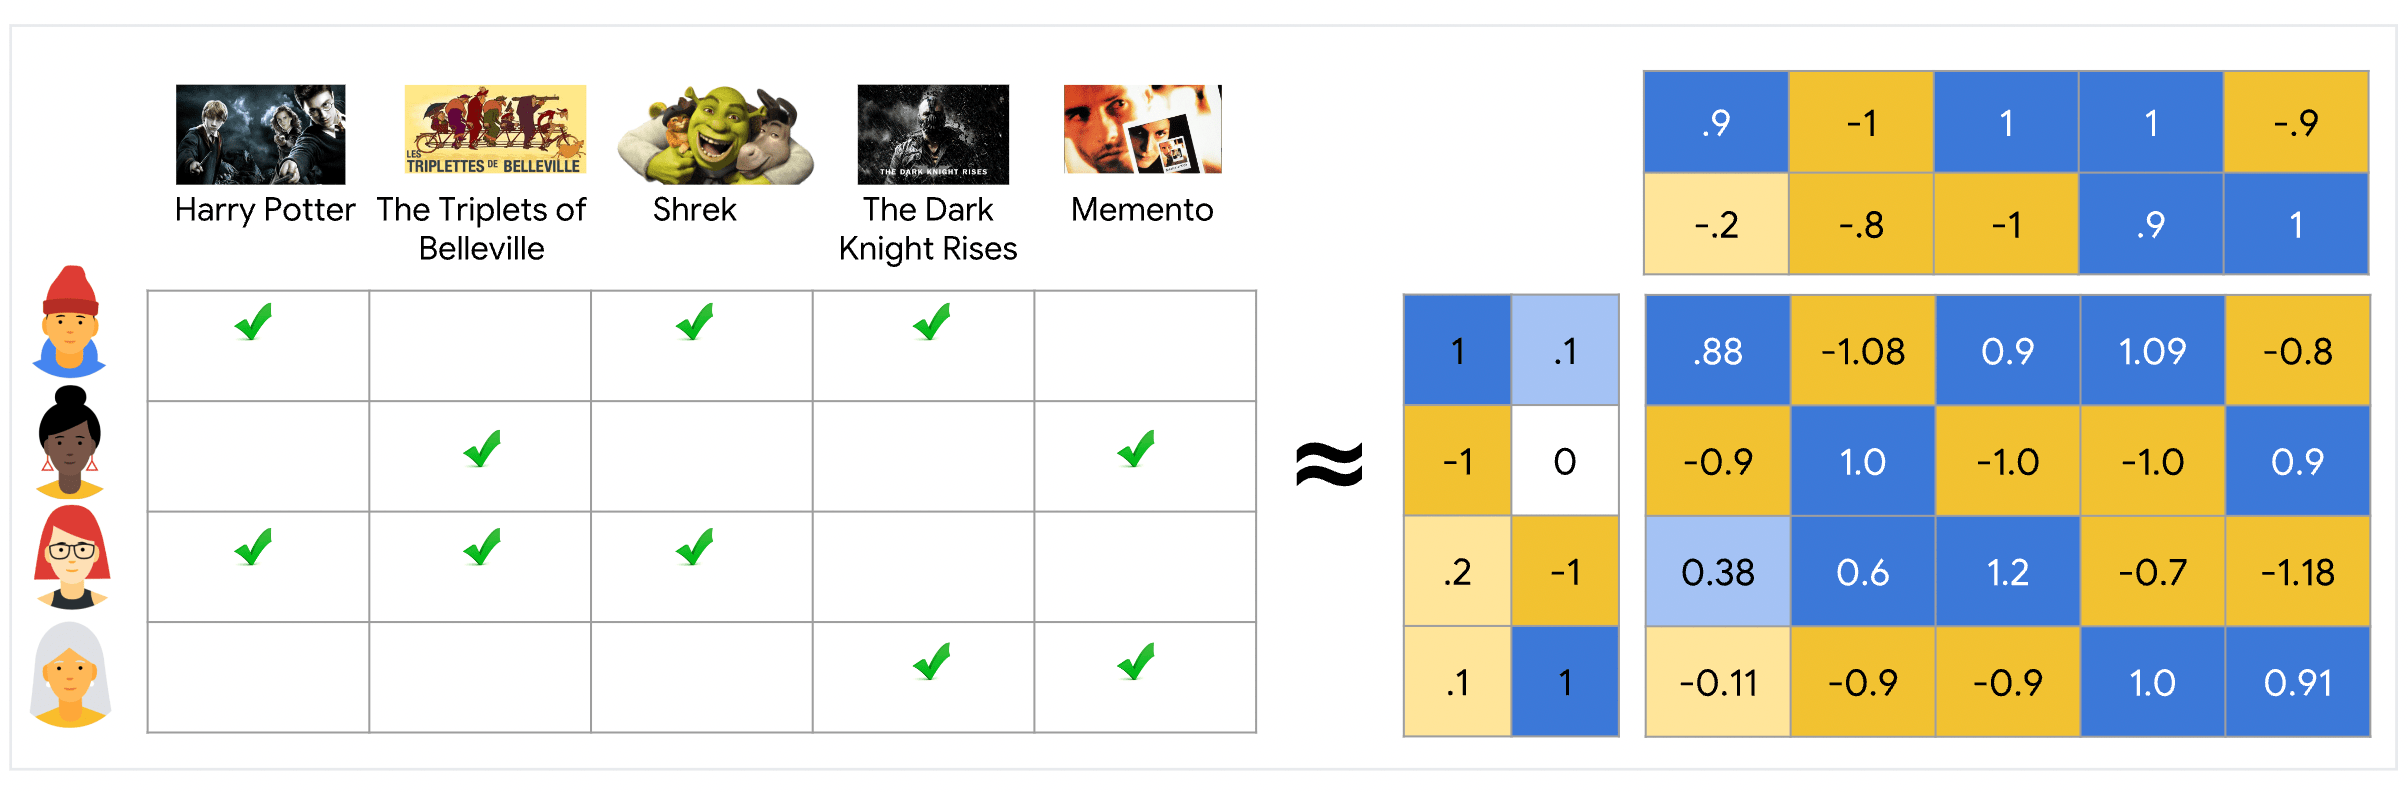 LES
TRIPLETTES DE BELLEVILLE
THE DARK KNIGHT RISES
Harry Potter
The Triplets of
Belleville
Shrek
The Dark
Knight Rises
Memento
≈
.9 -1 1 1 -.9
-.2 -.8 -1 .9 1
1 .1
-1 0
.2 -1
.1 1
.88 -1.08 0.9 1.09 -0.8
-0.9 1.0 -1.0 -1.0 0.9
0.38 0.6 1.2 -0.7 -1.18
-0.11 -0.9 -0.9 1.0 0.91